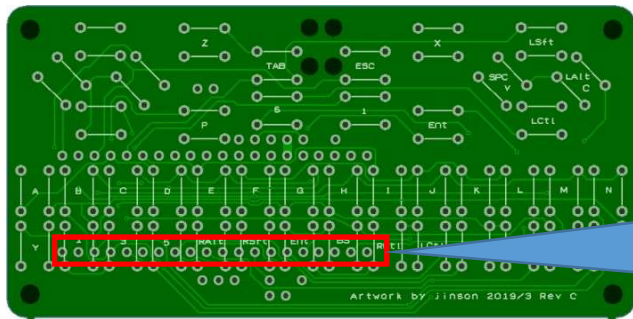 Z X LSft
TAB ESC SPC LAlt
V C
P 6 1 Ent LCtl
A B C D E F G H I J K L M N
Y 1 3 5 RAlt RSft Ent BS RCtl LCtl
Artwork by jinson 2019/3 Rev C